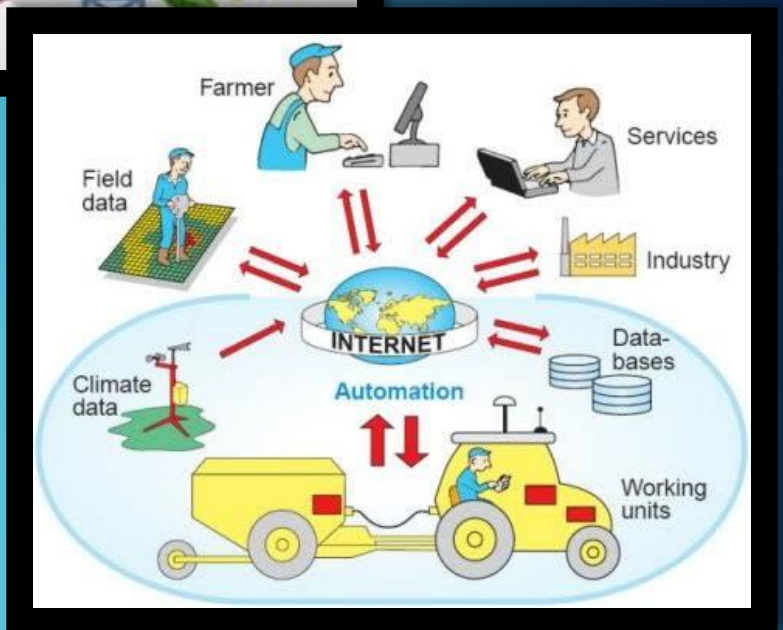 Farmer
Services
Field
data
Industry
INTERNET
Data-
bases
Climate
data
Automation
Working
units